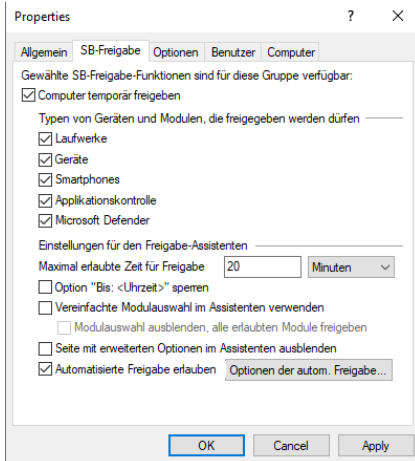 Properties
Allgemein SB-Freigabe Optionen Benutzer Computer
Gewählte SB-Freigabe-Funktionen sind für diese Gruppe verfügbar:
Computer temporär freigeben
Typen von Geräten und Modulen, die freigegeben werden dürfen
Laufwerke
Geräte
Smartphones
Applikationskontrolle
Microsoft Defender
Einstellungen für den Freigabe-Assistenten
Maximal erlaubte Zeit für Freigabe 20 Minuten
Option "Bis: <Uhrzeit>" sperren
Vereinfachte Modulauswahl im Assistenten verwenden
Modulauswahl ausblenden, alle erlaubten Module freigeben
Seite mit erweiterten Optionen im Assistenten ausblenden
Automatisierte Freigabe erlauben Optionen der autom. Freigabe...
OK Cancel Apply